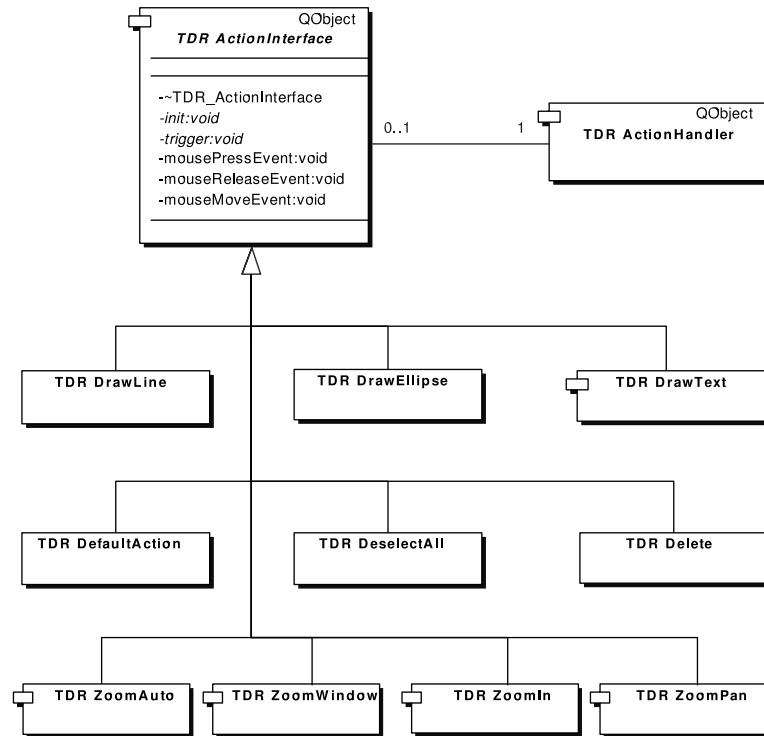 QObject
TDR ActionInterface
-~TDR_ActionInterface
-init:void
-trigger:void
-mousePressEvent:void
-mouseReleaseEvent:void
-mouseMoveEvent:void
0..1 1
QObject
TDR ActionHandler
TDR DrawLine
TDR DrawEllipse
TDR DrawText
TDR DefaultAction
TDR DeselectAll
TDR Delete
TDR ZoomAuto
TDR ZoomWindow
TDR ZoomIn
TDR ZoomPan